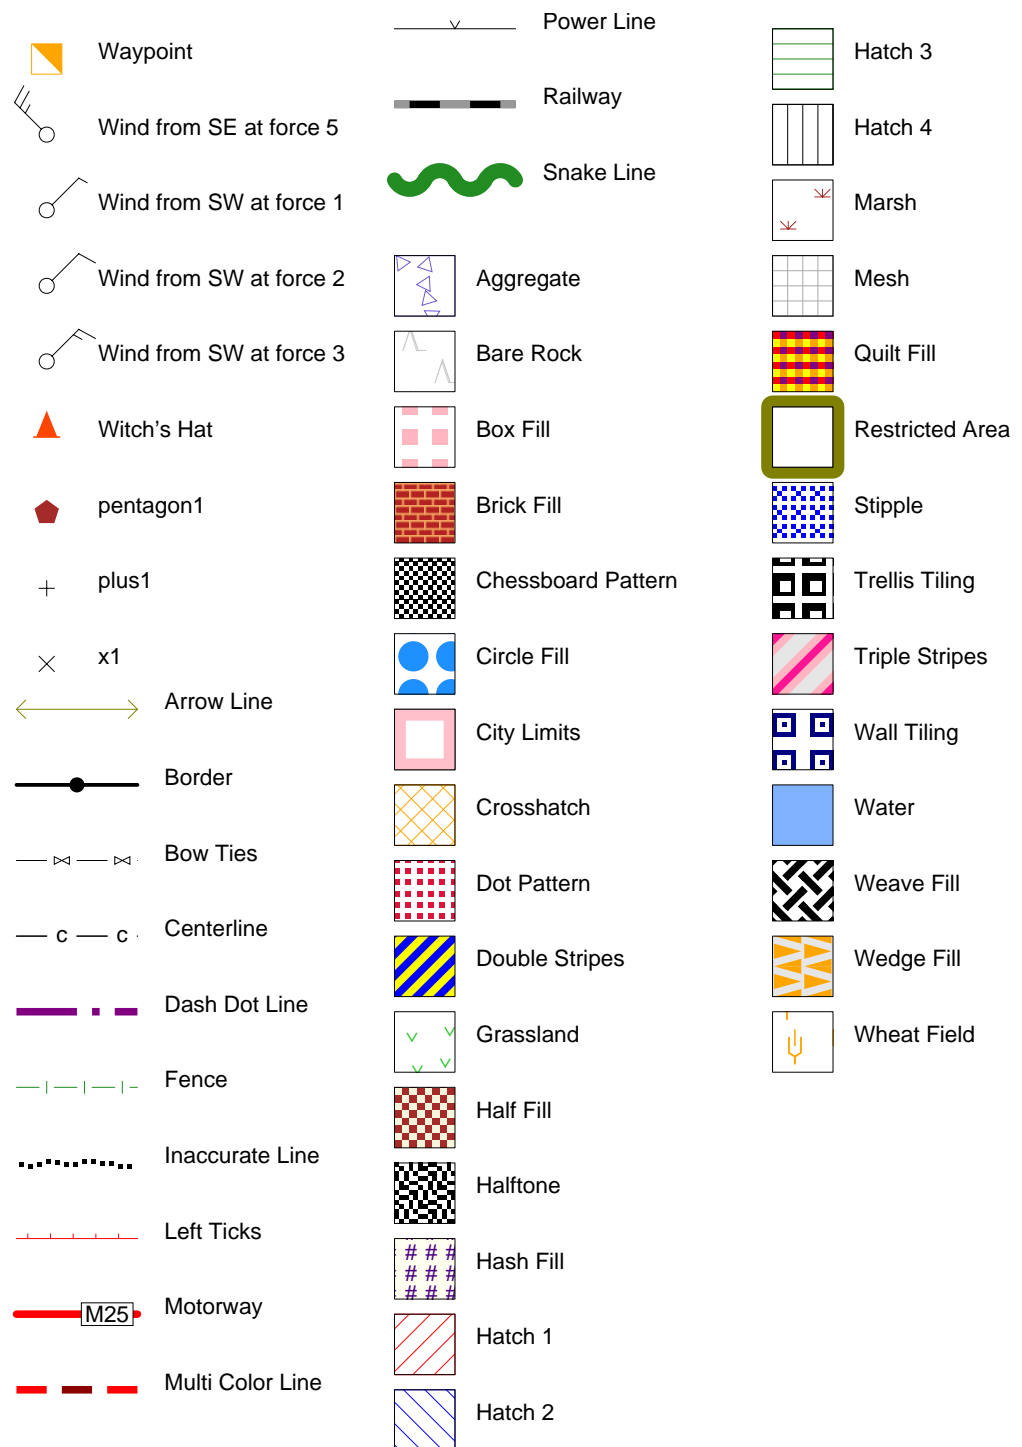 Waypoint
Wind from SE at force 5
Wind from SW at force 1
Wind from SW at force 2
Wind from SW at force 3
Witch's Hat
pentagon1
plus1
x1
Arrow Line
Border
Bow Ties
c c Centerline
Dash Dot Line
Fence
Inaccurate Line
Left Ticks
M25 Motorway
Multi Color Line
Power Line
Railway
Snake Line
Aggregate
Bare Rock
Box Fill
Brick Fill
Chessboard Pattern
Circle Fill
City Limits
Crosshatch
Dot Pattern
Double Stripes
Grassland
Half Fill
Halftone
Hash Fill
Hatch 1
Hatch 2
Hatch 3
Hatch 4
Marsh
Mesh
Quilt Fill
Restricted Area
Stipple
Trellis Tiling
Triple Stripes
Wall Tiling
Water
Weave Fill
Wedge Fill
Wheat Field